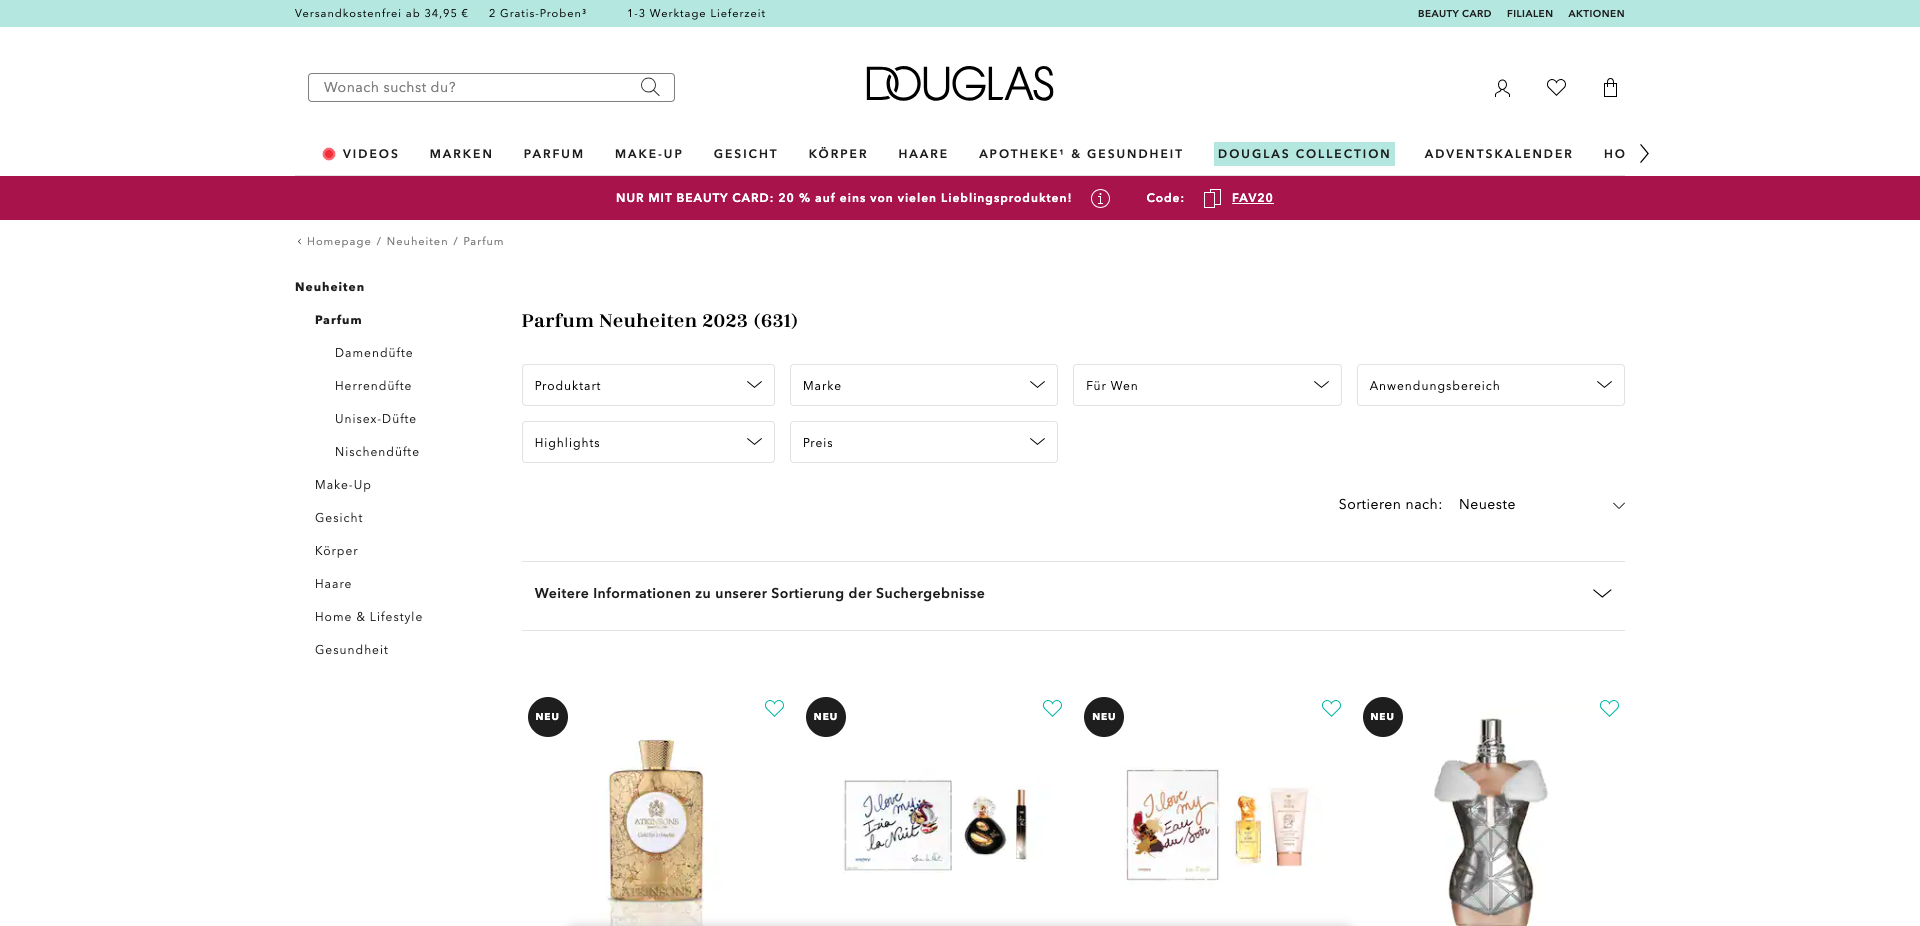 Versandkostenfrei ab 34,95 € 2 Gratis-Proben³ 1-3 Werktage Lieferzeit BEAUTY CARD FILIALEN AKTIONEN
Wonach suchst du?
DOUGLAS
VIDEOS MARKEN PARFUM MAKE-UP GESICHT KÖRPER HAARE APOTHEKE¹ & GESUNDHEIT DOUGLAS COLLECTION ADVENTSKALENDER HO
NUR MIT BEAUTY CARD: 20 % auf eins von vielen Lieblingsprodukten! Code: FAV20
Homepage / Neuheiten / Parfum
Neuheiten
Parfum
Damendüfte
Herrendüfte
Unisex-Düfte
Nischendüfte
Make-Up
Gesicht
Körper
Haare
Home & Lifestyle
Gesundheit
Parfum Neuheiten 2023 (631)
Produktart Marke Für Wen Anwendungsbereich
Highlights Preis
Sortieren nach: Neueste
Weitere Informationen zu unserer Sortierung der Suchergebnisse
NEU NEU NEU NEU
ATKINSONS
ATKINSONS
I love my
Izia
la Nuit
I love my
Eau
du Soir